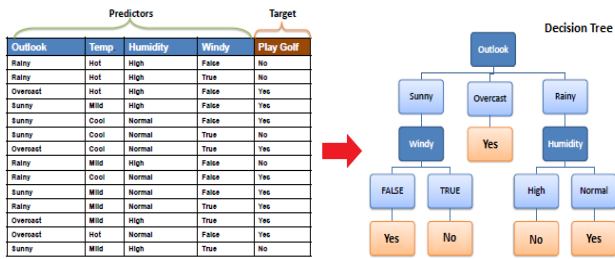 Predictors Target
Decision Tree
Outlook Temp Humidity Windy Play Golf
Rainy Hot High False No
Rainy Hot High True No
Overcast Hot High False Yes
Sunny Mild High False Yes
Sunny Cool Normal False Yes
Sunny Cool Normal True No
Overcast Cool Normal True Yes
Rainy Mild High False No
Rainy Cool Normal False Yes
Sunny Mild Normal False Yes
Rainy Mild Normal True Yes
Overcast Mild High True Yes
Overcast Hot Normal False Yes
Sunny Mild High True No
Outlook
Sunny Overcast Rainy
Windy Yes Humidity
FALSE TRUE High Normal
Yes No No Yes